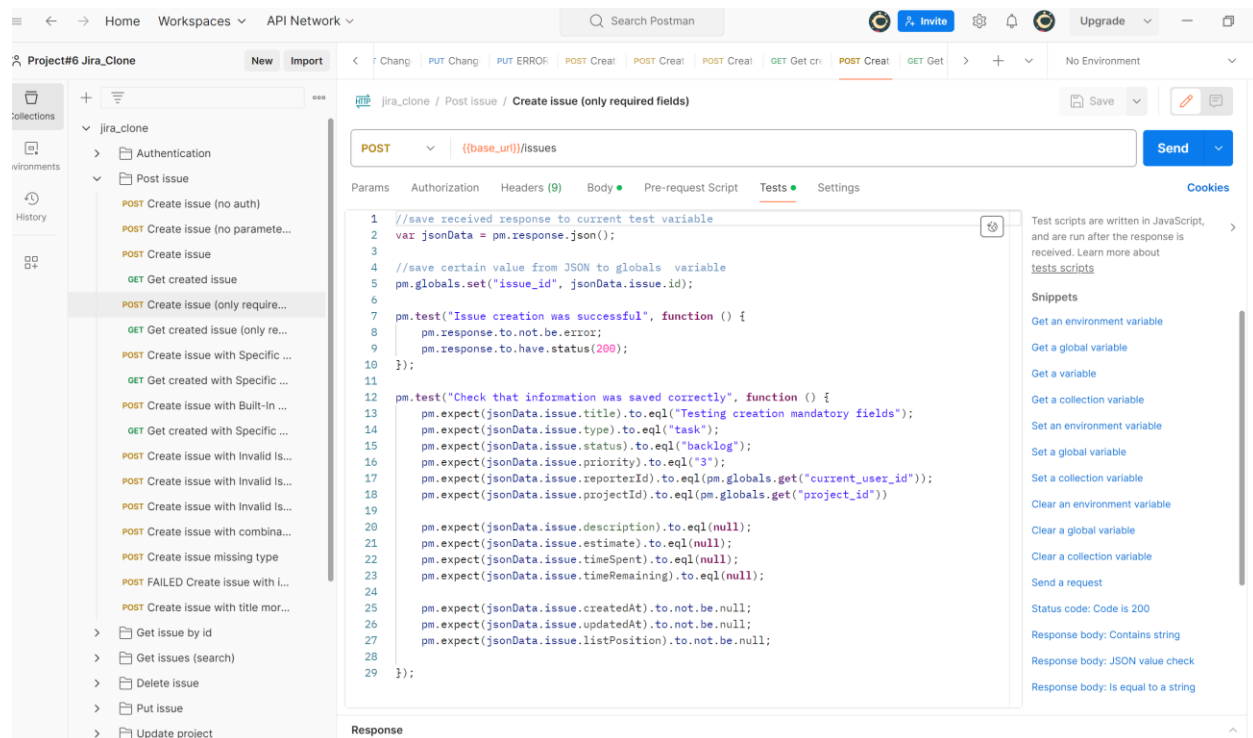 Home Workspaces API Network Search Postman Invite Upgrade
Project#6 Jira_Clone New Import
Chang PUT Chang PUT ERROR POST Creat POST Creat POST Creat GET Get cre POST Creat GET Get No Environment
Collections
HTTP jira_clone / Post issue / Create issue (only required fields) Save
jira_clone
Authentication
Post issue
POST Create issue (no auth)
POST Create issue (no paramete...
POST Create issue
GET Get created issue
POST Create issue (only require...
GET Get created issue (only re...
POST Create issue with Specific ...
GET Get created with Specific ...
POST Create issue with Built-In ...
GET Get created with Specific ...
POST Create issue with Invalid Is...
POST Create issue with Invalid Is...
POST Create issue with Invalid Is...
POST Create issue with combina...
POST Create issue missing type
POST FAILED Create issue with i...
POST Create issue with title mor...
Get issue by id
Get issues (search)
Delete issue
Put issue
Update project
vironments
History
POST {{base_url}}/issues Send
Params Authorization Headers (9) Body Pre-request Script Tests Settings Cookies
1 //save received response to current test variable
2 var jsonData = pm.response.json();
3
4 //save certain value from JSON to globals variable
5 pm.globals.set("issue_id", jsonData.issue.id);
6
7 pm.test("Issue creation was successful", function () {
8 pm.response.to.not.be.error;
9 pm.response.to.have.status(200);
10 });
11
12 pm.test("Check that information was saved correctly", function () {
13 pm.expect(jsonData.issue.title).to.eql("Testing creation mandatory fields");
14 pm.expect(jsonData.issue.type).to.eql("task");
15 pm.expect(jsonData.issue.status).to.eql("backlog");
16 pm.expect(jsonData.issue.priority).to.eql("3");
17 pm.expect(jsonData.issue.reporterId).to.eql(pm.globals.get("current_user_id"));
18 pm.expect(jsonData.issue.projectId).to.eql(pm.globals.get("project_id"))
19
20 pm.expect(jsonData.issue.description).to.eql(null);
21 pm.expect(jsonData.issue.estimate).to.eql(null);
22 pm.expect(jsonData.issue.timeSpent).to.eql(null);
23 pm.expect(jsonData.issue.timeRemaining).to.eql(null);
24
25 pm.expect(jsonData.issue.createdAt).to.not.be.null;
26 pm.expect(jsonData.issue.updatedAt).to.not.be.null;
27 pm.expect(jsonData.issue.listPosition).to.not.be.null;
28
29 });
Test scripts are written in JavaScript,
and are run after the response is
received. Learn more about
tests scripts
Snippets
Get an environment variable
Get a global variable
Get a variable
Get a collection variable
Set an environment variable
Set a global variable
Set a collection variable
Clear an environment variable
Clear a global variable
Clear a collection variable
Send a request
Status code: Code is 200
Response body: Contains string
Response body: JSON value check
Response body: Is equal to a string
Response